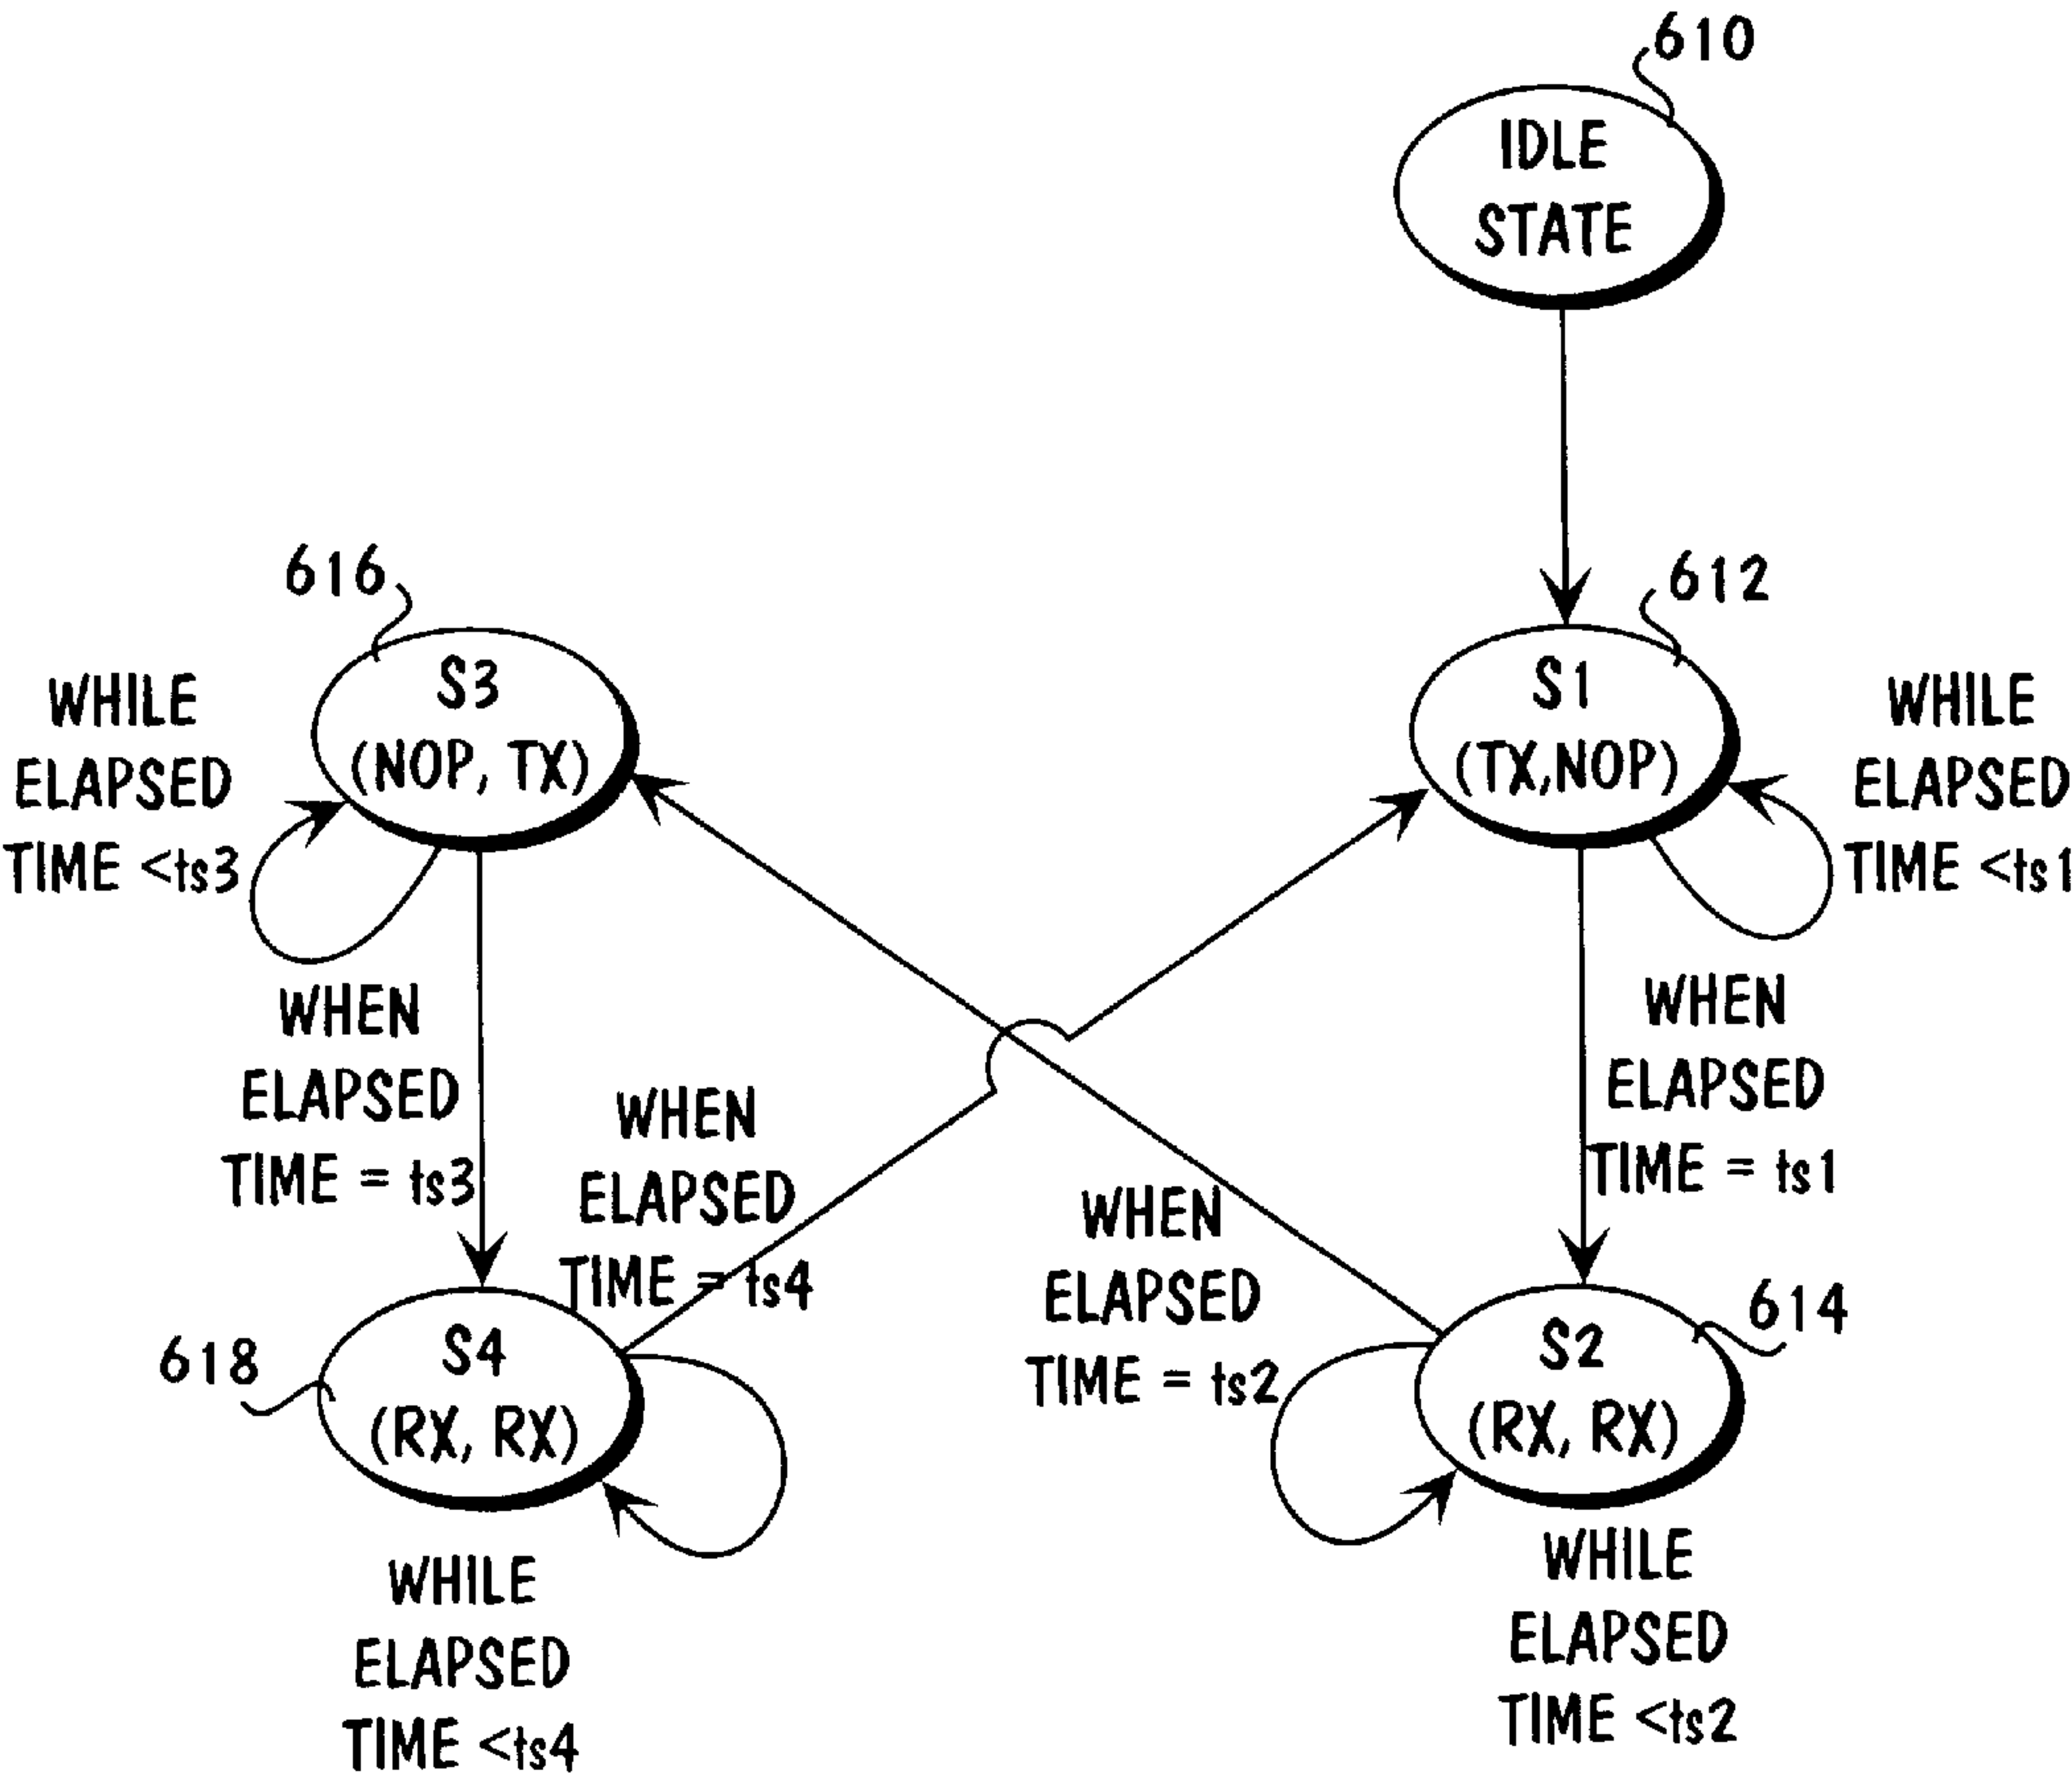 610
IDLE
STATE
616
612
S3
(NOP, TX)
S1
(TX,NOP)
WHILE
ELAPSED
TIME <ts3
WHILE
ELAPSED
TIME <ts1
WHEN
ELAPSED
TIME = ts3
WHEN
ELAPSED
TIME = ts4
WHEN
ELAPSED
TIME = ts2
WHEN
ELAPSED
TIME = ts1
618
S4
(RX, RX)
614
S2
(RX, RX)
WHILE
ELAPSED
TIME <ts4
WHILE
ELAPSED
TIME <ts2